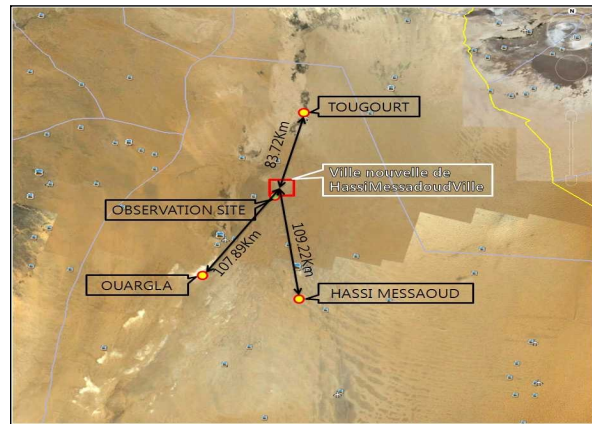 N
TOUGOURT
83.72Km
Ville nouvelle de
HassiMessadoudVille
OBSERVATION SITE
109.22Km
107.89Km
OUARGLA
HASSI MESSAOUD